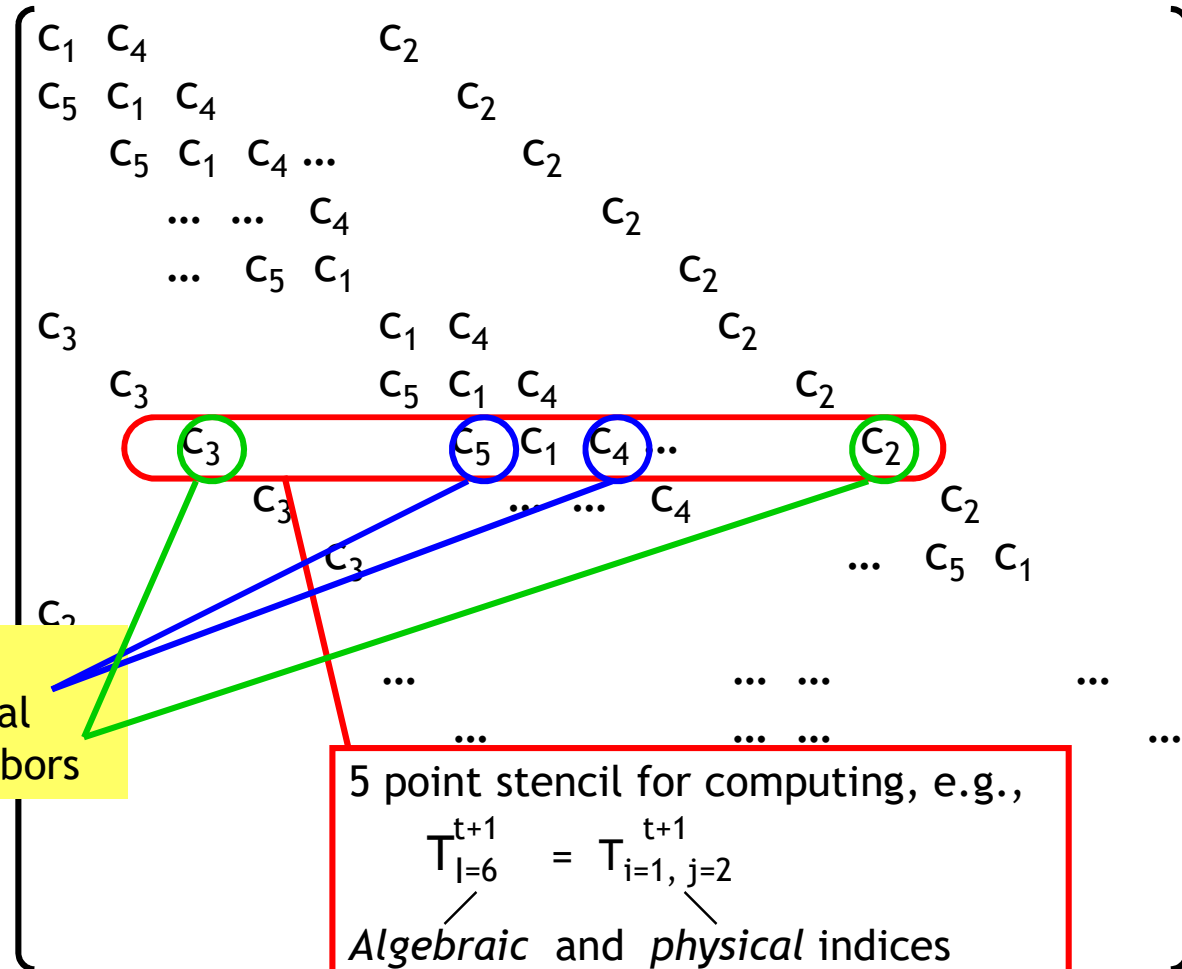 C₁ C₄ C₂
C₅ C₁ C₄ C₂
C₅ C₁ C₄ ... C₂
... ... C₄ C₂
... C₅ C₁ C₂
C₃ C₁ C₄ C₂
C₃ C₅ C₁ C₄ C₂
C₃ C₅ C₁ C₄ .. C₂
C₃ ... ... C₄ C₂
C₃ ... C₅ C₁
... ... ... ...
al
... ... ... ...
bors
5 point stencil for computing, e.g.,
t+1 t+1
T I=6 = T i=1, j=2
Algebraic and physical indices